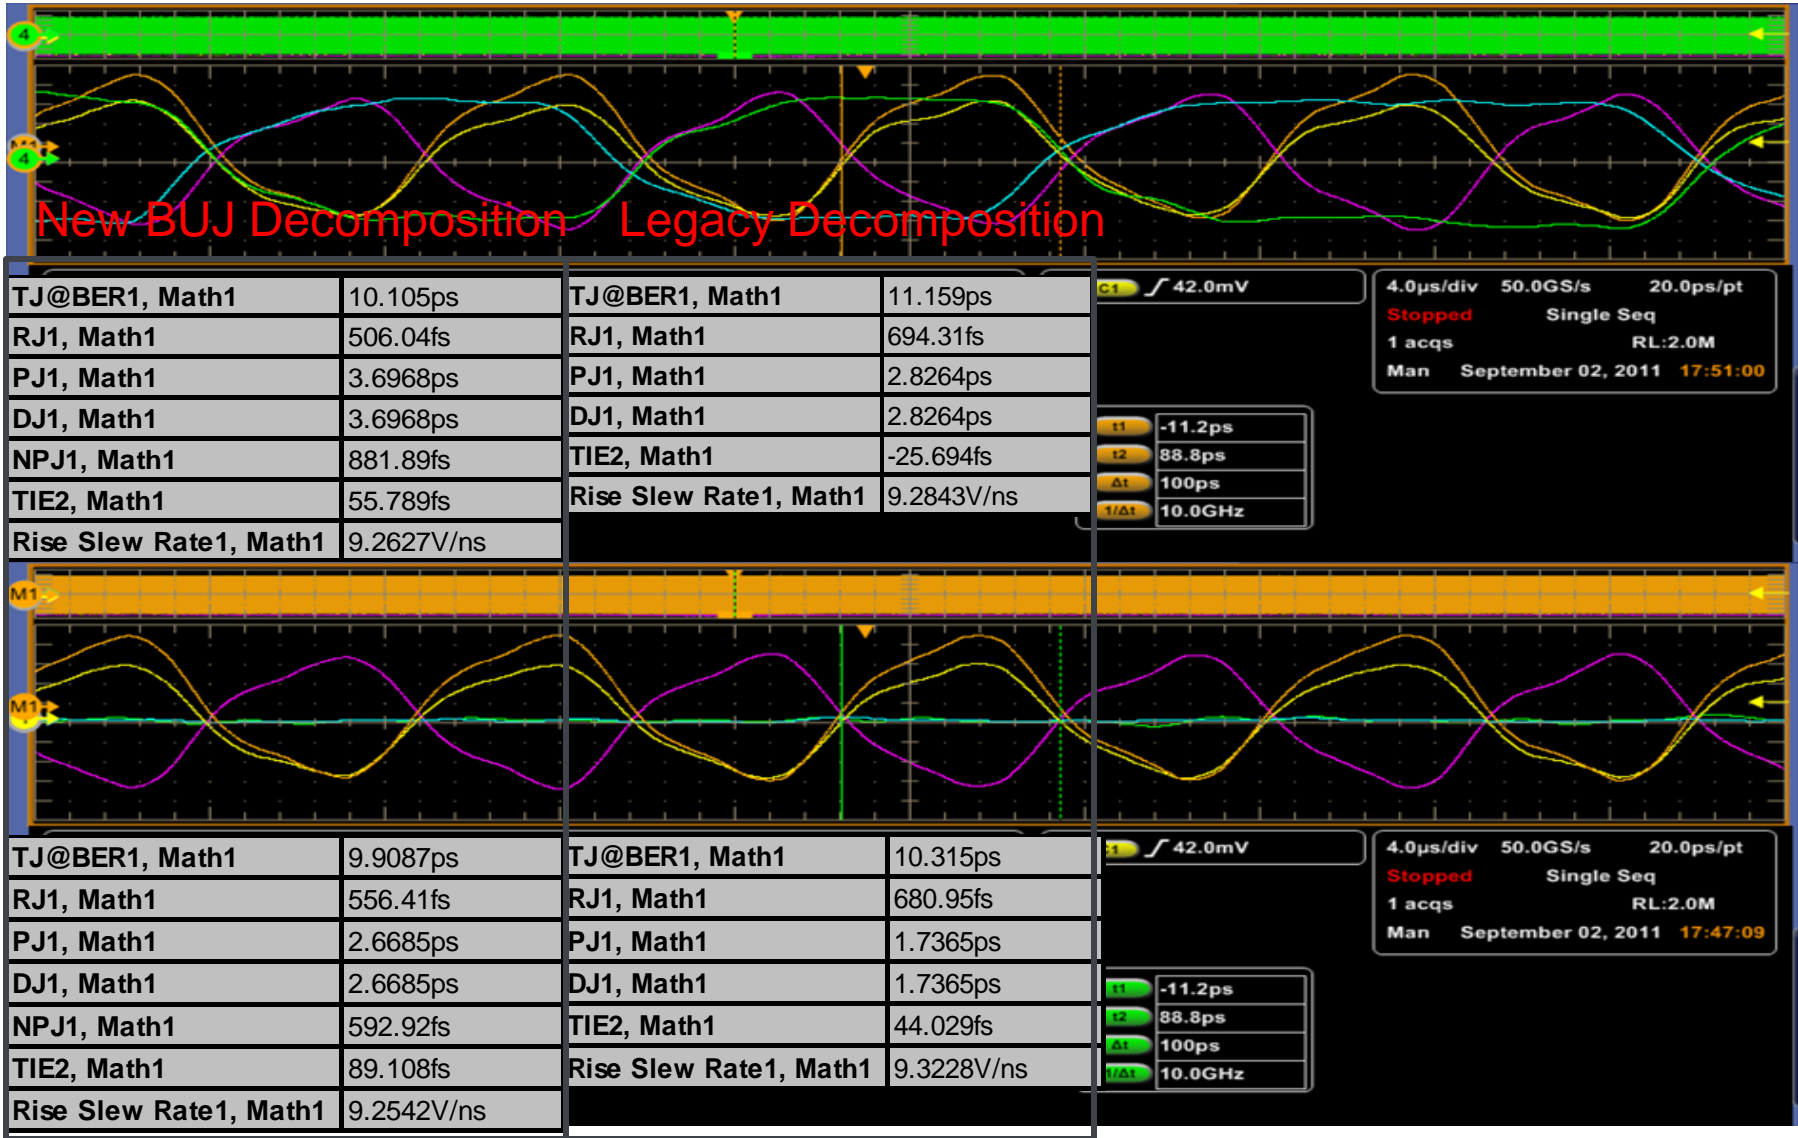 4
4
New BUJ Decomposition
Legacy Decomposition
TJ@BER1, Math1 10.105ps
RJ1, Math1 506.04fs
PJ1, Math1 3.6968ps
DJ1, Math1 3.6968ps
NPJ1, Math1 881.89fs
TIE2, Math1 55.789fs
Rise Slew Rate1, Math1 9.2627V/ns
TJ@BER1, Math1 11.159ps
RJ1, Math1 694.31fs
PJ1, Math1 2.8264ps
DJ1, Math1 2.8264ps
TIE2, Math1 -25.694fs
Rise Slew Rate1, Math1 9.2843V/ns
C1 42.0mV
4.0µs/div 50.0GS/s 20.0ps/pt
Stopped Single Seq
1 acqs RL:2.0M
Man September 02, 2011 17:51:00
t1 -11.2ps
t2 88.8ps
Δt 100ps
1/Δt 10.0GHz
M1
M1
TJ@BER1, Math1 9.9087ps
RJ1, Math1 556.41fs
PJ1, Math1 2.6685ps
DJ1, Math1 2.6685ps
NPJ1, Math1 592.92fs
TIE2, Math1 89.108fs
Rise Slew Rate1, Math1 9.2542V/ns
TJ@BER1, Math1 10.315ps
RJ1, Math1 680.95fs
PJ1, Math1 1.7365ps
DJ1, Math1 1.7365ps
TIE2, Math1 44.029fs
Rise Slew Rate1, Math1 9.3228V/ns
42.0mV
4.0µs/div 50.0GS/s 20.0ps/pt
Stopped Single Seq
1 acqs RL:2.0M
Man September 02, 2011 17:47:09
t1 -11.2ps
t2 88.8ps
Δt 100ps
1/Δt 10.0GHz